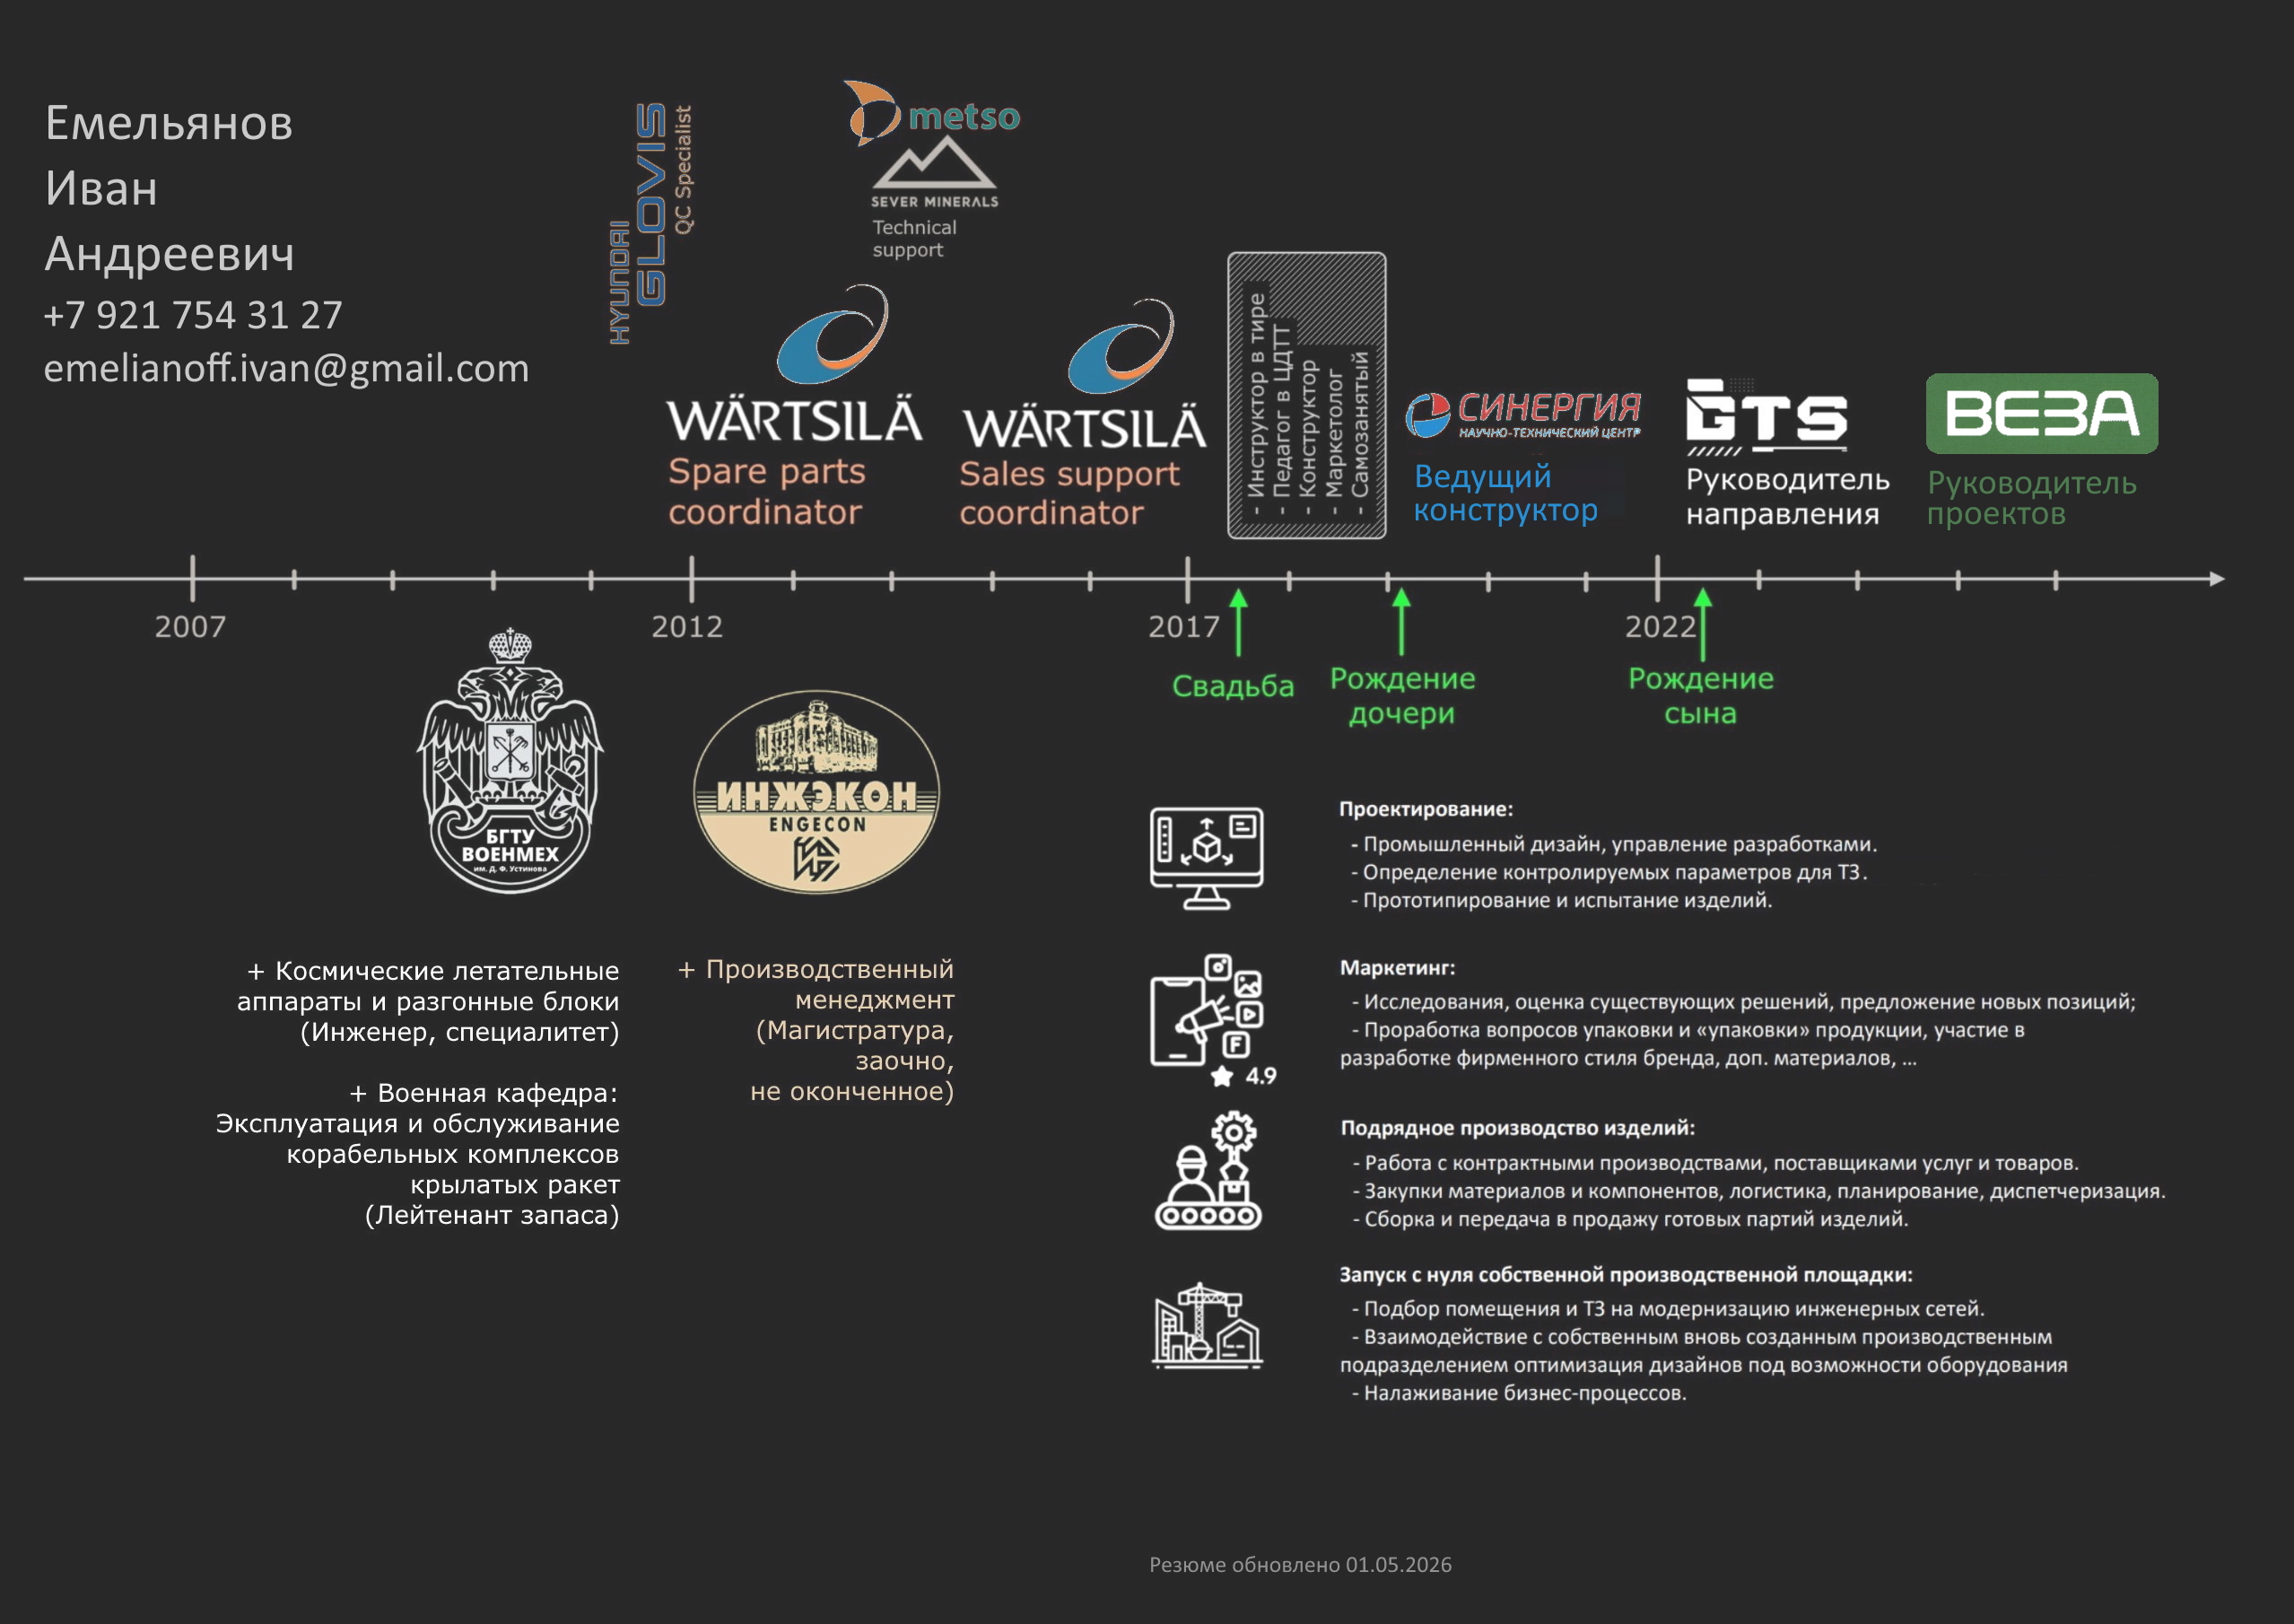 Емельянов
Иван
Андреевич
+7 921 754 31 27
emelianoff.ivan@gmail.com
HYUNDAI
GLOVIS
QC Specialist
metso
SEVER MINERALS
Technical
support
WÄRTSILÄ
Spare parts
coordinator
WÄRTSILÄ
Sales support
coordinator
- Инструктор в тире
- Педагог в ЦДТТ
- Конструктор
- Маркетолог
- Самозанятый
СИНЕРГИЯ
НАУЧНО-ТЕХНИЧЕСКИЙ ЦЕНТР
Ведущий
конструктор
GTS
Руководитель
направления
ВЕЗА
Руководитель
проектов
2007
2012
2017
2022
Свадьба
Рождение
дочери
Рождение
сына
БГТУ
ВОЕНМЕХ
им. Д. Ф. Устинова
ИНЖЭКОН
ENGECON
+ Космические летательные
аппараты и разгонные блоки
(Инженер, специалитет)
+ Военная кафедра:
Эксплуатация и обслуживание
корабельных комплексов
крылатых ракет
(Лейтенант запаса)
+ Производственный
менеджмент
(Магистратура,
заочно,
не оконченное)
Проектирование:
- Промышленный дизайн, управление разработками.
- Определение контролируемых параметров для ТЗ.
- Прототипирование и испытание изделий.
4.9
Маркетинг:
- Исследования, оценка существующих решений, предложение новых позиций;
- Проработка вопросов упаковки и «упаковки» продукции, участие в
разработке фирменного стиля бренда, доп. материалов, ...
Подрядное производство изделий:
- Работа с контрактными производствами, поставщиками услуг и товаров.
- Закупки материалов и компонентов, логистика, планирование, диспетчеризация.
- Сборка и передача в продажу готовых партий изделий.
Запуск с нуля собственной производственной площадки:
- Подбор помещения и ТЗ на модернизацию инженерных сетей.
- Взаимодействие с собственным вновь созданным производственным
подразделением оптимизация дизайнов под возможности оборудования
- Налаживание бизнес-процессов.
Резюме обновлено 01.05.2026